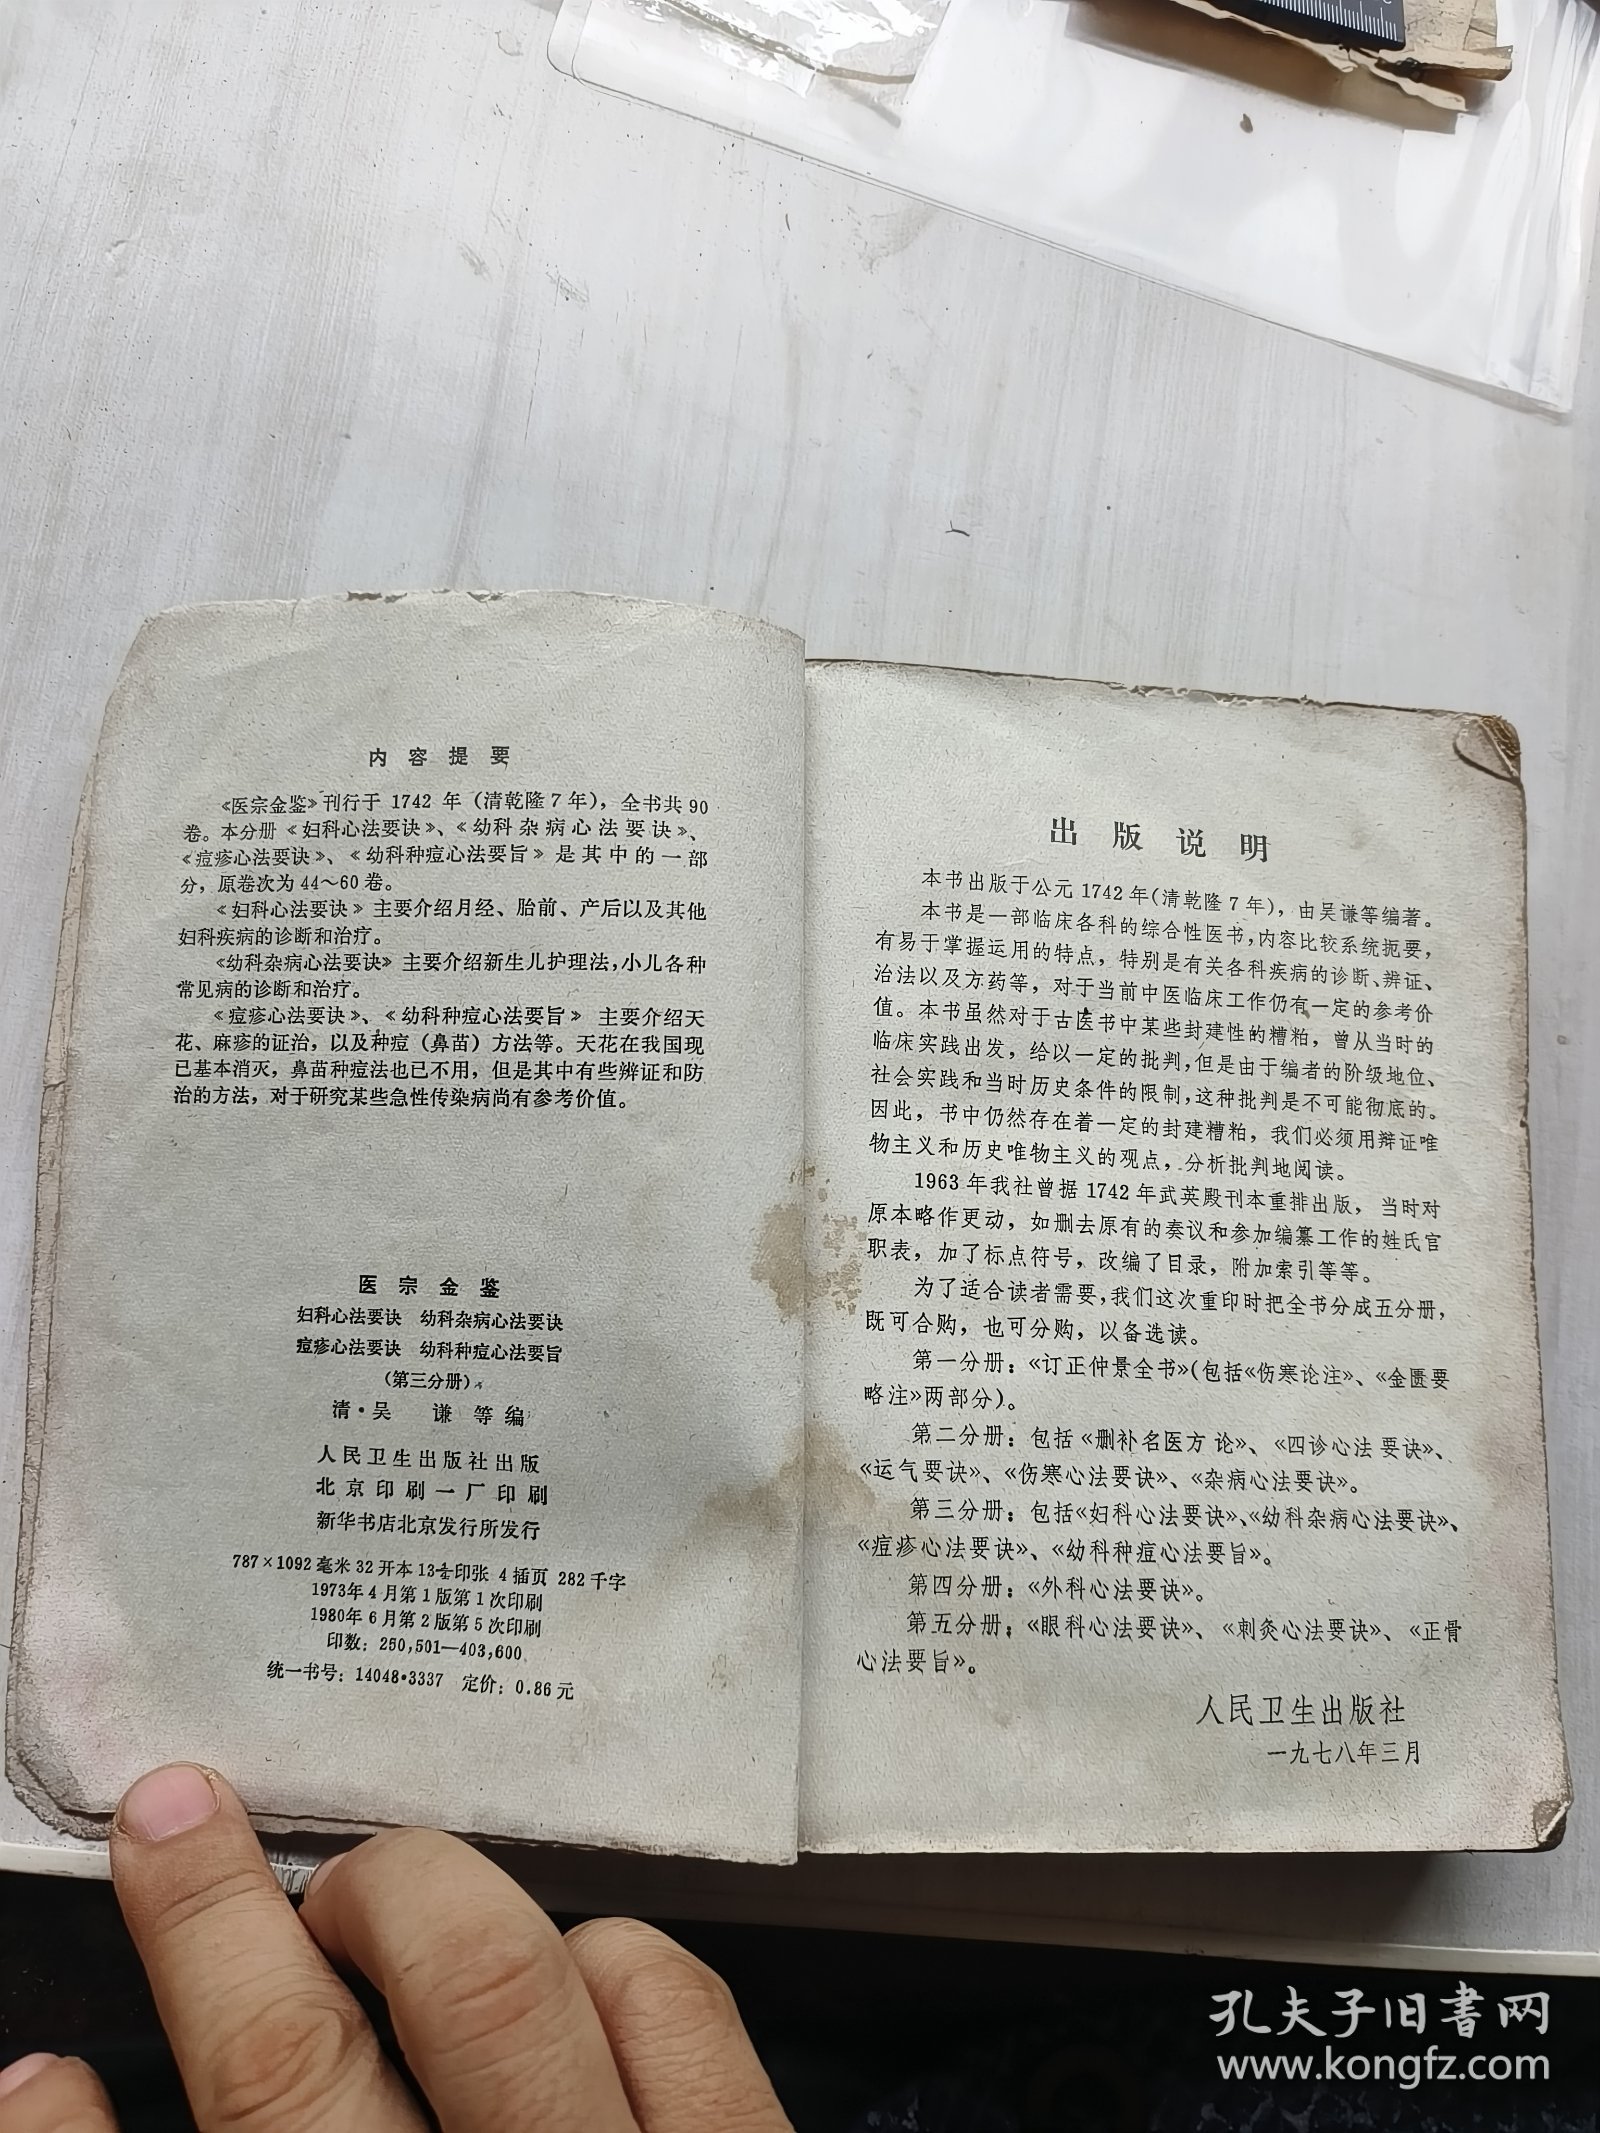 内容提要
《医宗金鉴》刊行于 1742 年（清乾隆7年），全书共90
卷。本分册《妇科心法要诀》、《幼科杂病心法要诀》、
《痘疹心法要诀》、《幼科种痘心法要旨》是其中的一部
分，原卷次为44～60卷。
《妇科心法要诀》主要介绍月经、胎前、产后以及其他
妇科疾病的诊断和治疗。
《幼科杂病心法要诀》主要介绍新生儿护理法，小儿各种
常见病的诊断和治疗。
《痘疹心法要诀》、《幼科种痘心法要旨》 主要介绍天
花、麻疹的证治，以及种痘（鼻苗）方法等。天花在我国现
已基本消灭，鼻苗种痘法也已不用，但是其中有些辨证和防
治的方法，对于研究某些急性传染病尚有参考价值。
医宗金鉴
妇科心法要诀 幼科杂病心法要诀
痘疹心法要诀 幼科种痘心法要旨
（第三分册）
清·吴 谦 等 编
人民卫生出版社出版
北京印刷一厂印刷
新华书店北京发行所发行
787×1092毫米 32开本 印张 4插页 282千字
1973年4月第1版第1次印刷
1980年6月第2版第5次印刷
印数：250,501—403,600
统一书号：14048·3337 定价：0.86元
出版说明
本书出版于公元1742年（清乾隆7年），由吴谦等编著。
本书是一部临床各科的综合性医书，内容比较系统扼要，
有易于掌握运用的特点，特别是有关各科疾病的诊断、辨证、
治法以及方药等，对于当前中医临床工作仍有一定的参考价
值。本书虽然对于古医书中某些封建性的糟粕，曾从当时的
临床实践出发，给以一定的批判，但是由于编者的阶级地位、
社会实践和当时历史条件的限制，这种批判是不可能彻底的。
因此，书中仍然存在着一定的封建糟粕，我们必须用辩证唯
物主义和历史唯物主义的观点，分析批判地阅读。
1963年我社曾据1742年武英殿刊本重排出版，当时对
原本略作更动，如删去原有的奏议和参加编纂工作的姓氏官
职表，加了标点符号，改编了目录，附加索引等等。
为了适合读者需要，我们这次重印时把全书分成五分册，
既可合购，也可分购，以备选读。
第一分册：《订正仲景全书》（包括《伤寒论注》、《金匮要
略注》两部分）。
第二分册：包括《删补名医方论》、《四诊心法要诀》、
《运气要诀》、《伤寒心法要诀》、《杂病心法要诀》。
第三分册：包括《妇科心法要诀》、《幼科杂病心法要诀》、
《痘疹心法要诀》、《幼科种痘心法要旨》。
第四分册：《外科心法要诀》。
第五分册：《眼科心法要诀》、《刺灸心法要诀》、《正骨
心法要旨》。
人民卫生出版社
一九七八年三月
孔夫子旧书网
www.kongfz.com